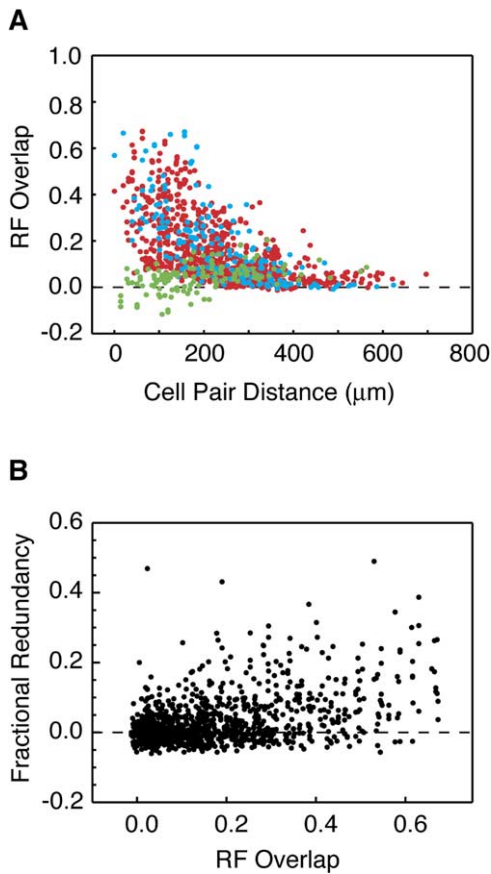 A
1.0
0.8
0.6
0.4
0.2
0.0
-0.2
RF Overlap
0 200 400 600 800
Cell Pair Distance (μm)
B
0.6
0.4
0.2
0.0
-0.2
Fractional Redundancy
0.0 0.2 0.4 0.6
RF Overlap